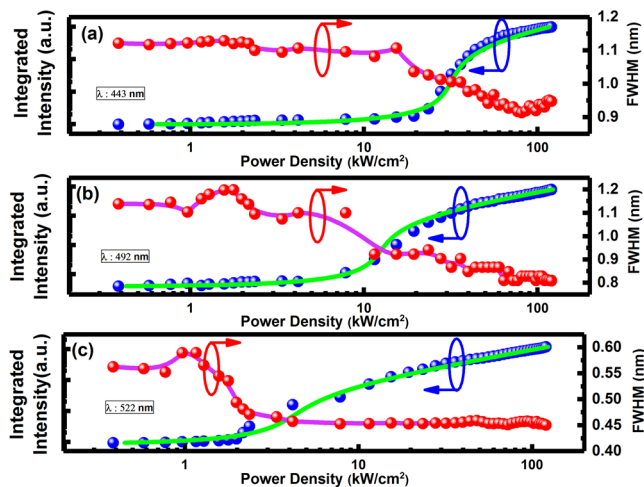 (a)
λ : 443 nm
Integrated
Intensity (a.u.)
1.2
1.1
1.0
0.9
FWHM (nm)
1
10
100
Power Density (kW/cm²)
(b)
λ : 492 nm
Integrated
Intensity (a.u.)
1.2
1.1
1.0
0.9
0.8
FWHM (nm)
1
10
100
Power Density (kW/cm²)
(c)
λ : 522 nm
Integrated
Intensity(a.u.)
0.60
0.55
0.50
0.45
0.40
FWHM (nm)
1
10
100
Power Density (kW/cm²)